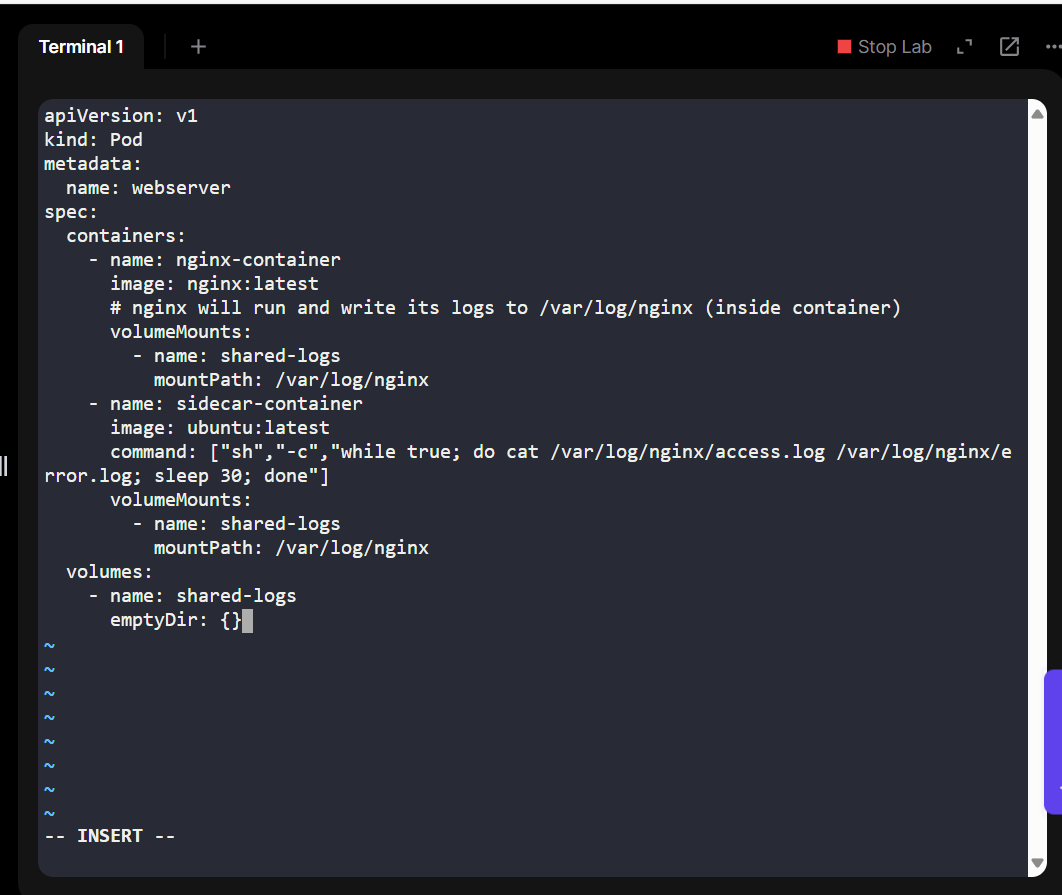 Terminal 1
+
Stop Lab
apiVersion: v1
kind: Pod
metadata:
  name: webserver
spec:
  containers:
    - name: nginx-container
      image: nginx:latest
      # nginx will run and write its logs to /var/log/nginx (inside container)
      volumeMounts:
        - name: shared-logs
          mountPath: /var/log/nginx
    - name: sidecar-container
      image: ubuntu:latest
      command: ["sh","-c","while true; do cat /var/log/nginx/access.log /var/log/nginx/e
rror.log; sleep 30; done"]
      volumeMounts:
        - name: shared-logs
          mountPath: /var/log/nginx
  volumes:
    - name: shared-logs
      emptyDir: {}
~
~
~
~
~
~
~
~
-- INSERT --